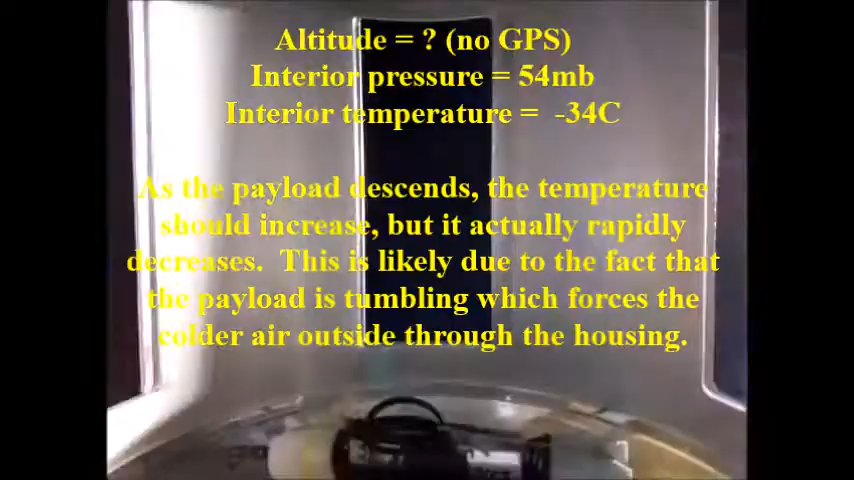 Altitude = ? (no GPS)
Interior pressure = 54mb
Interior temperature =  -34C
As the payload descends, the temperature
should increase, but it actually rapidly
decreases.  This is likely due to the fact that
the payload is tumbling which forces the
colder air outside through the housing.